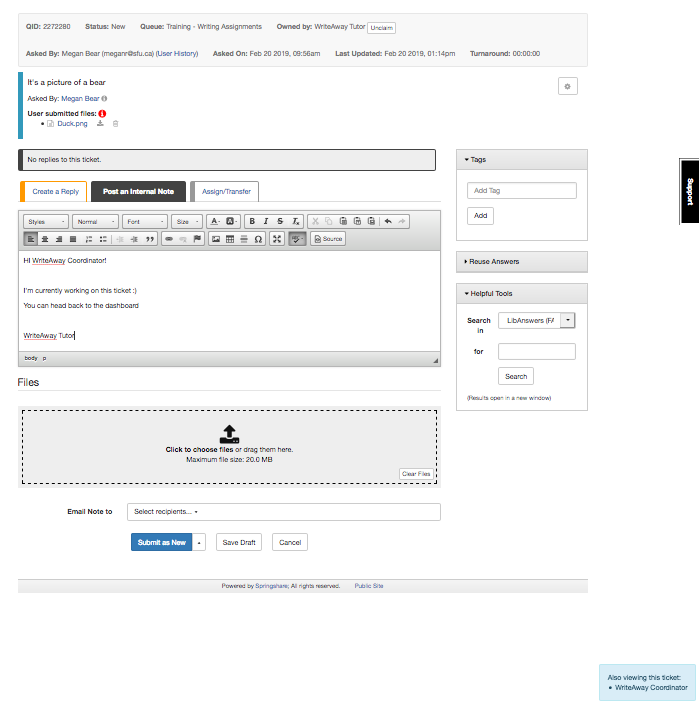 QID: 2272280 Status: New Queue: Training - Writing Assignments Owned by: WriteAway Tutor Unclaim
Asked By: Megan Bear (meganr@sfu.ca) (User History) Asked On: Feb 20 2019, 09:56am Last Updated: Feb 20 2019, 01:14pm Turnaround: 00:00:00
It's a picture of a bear
Asked By: Megan Bear
User submitted files:
Duck.png
No replies to this ticket.
Create a Reply Post an Internal Note Assign/Transfer
Styles Normal Font Size A A B I S Tx
Source
HI WriteAway Coordinator!
I'm currently working on this ticket :)
You can head back to the dashboard
WriteAway Tutor
body p
Files
Click to choose files or drag them here.
Maximum file size: 20.0 MB
Clear Files
Email Note to Select recipients...
Submit as New Save Draft Cancel
Tags
Add Tag
Add
Reuse Answers
Helpful Tools
Search in LibAnswers (FA
for
Search
(Results open in a new window)
Support
Powered by Springshare; All rights reserved. Public Site
Also viewing this ticket:
• WriteAway Coordinator